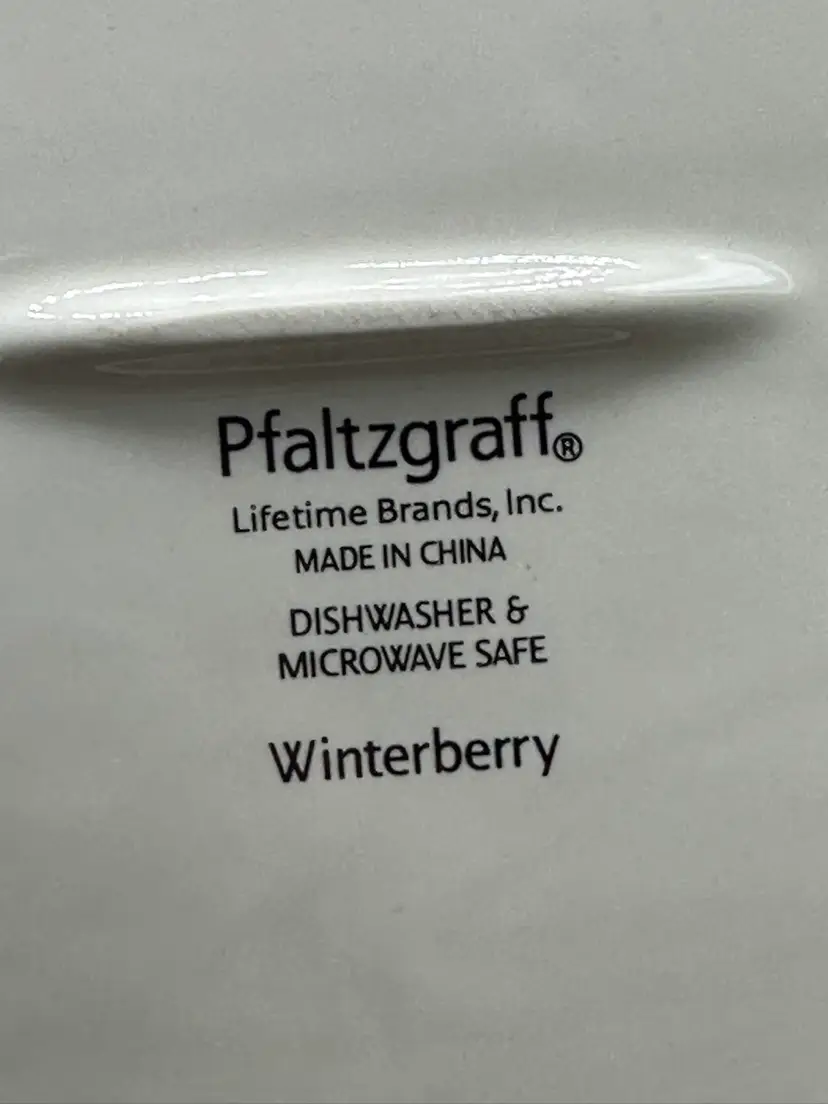 Pfaltzgraff®
Lifetime Brands, Inc.
MADE IN CHINA
DISHWASHER &
MICROWAVE SAFE
Winterberry